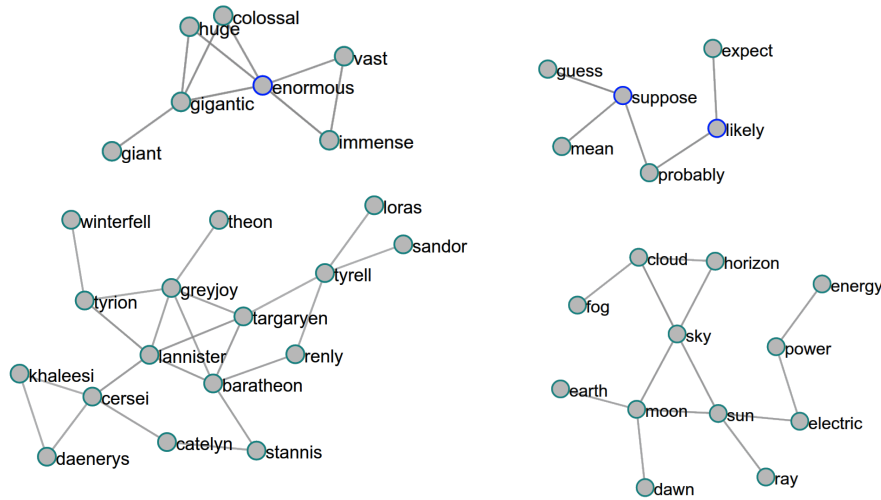 colossal
huge
vast
enormous
gigantic
immense
giant
expect
guess
suppose
likely
mean
probably
loras
winterfell
theon
sandor
tyrell
greyjoy
tyrion
targaryen
lannister
renly
khaleesi
baratheon
cersei
catelyn
stannis
daenerys
cloud
horizon
energy
fog
sky
power
earth
moon
sun
electric
ray
dawn